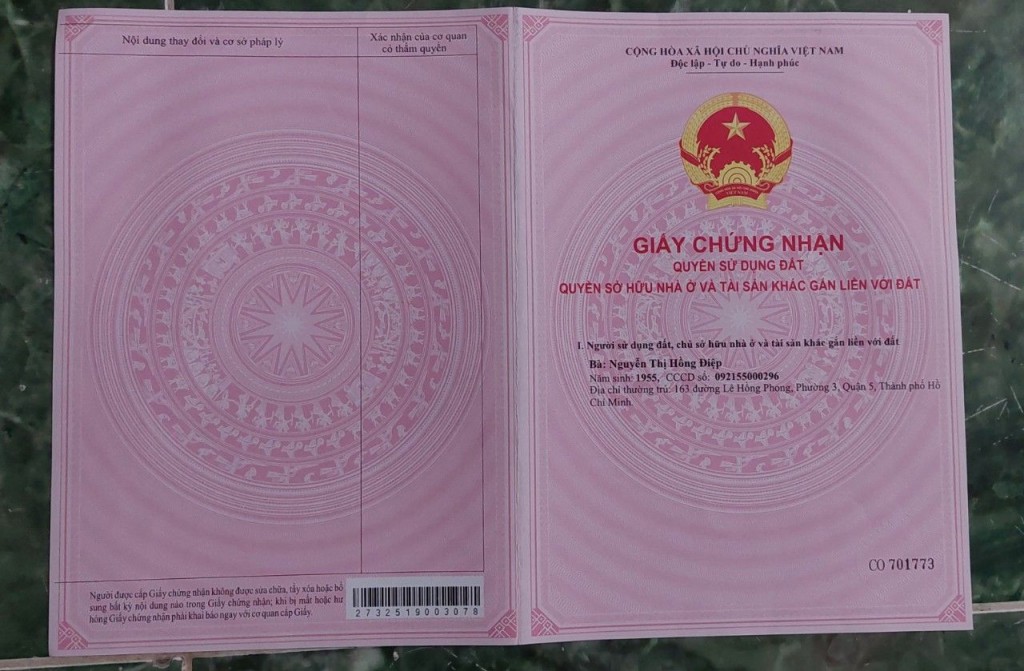 Nội dung thay đổi và cơ sở pháp lý
Xác nhận của cơ quan
có thẩm quyền
Người được cấp Giấy chứng nhận không được sửa chữa, tẩy xóa hoặc bổ
sung bất kỳ nội dung nào trong Giấy chứng nhận; khi bị mất hoặc hư
hỏng Giấy chứng nhận phải khai báo ngay với cơ quan cấp Giấy.
2732519003078
CỘNG HÒA XÃ HỘI CHỦ NGHĨA VIỆT NAM
Độc lập - Tự do - Hạnh phúc
GIẤY CHỨNG NHẬN
QUYỀN SỬ DỤNG ĐẤT
QUYỀN SỞ HỮU NHÀ Ở VÀ TÀI SẢN KHÁC GẮN LIỀN VỚI ĐẤT
I. Người sử dụng đất, chủ sở hữu nhà ở và tài sản khác gắn liền với đất
Bà: Nguyễn Thị Hồng Điệp
Năm sinh: 1955, CCCD số: 092155000296
Địa chỉ thường trú: 163 đường Lê Hồng Phong, Phường 3, Quận 5, Thành phố Hồ
Chí Minh.
CO 701773